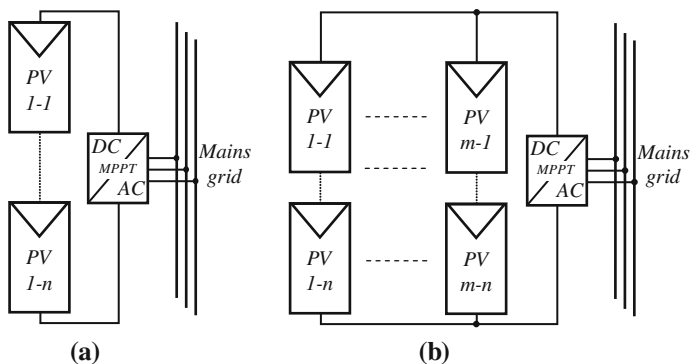 PV
1-1
DC
MPPT
AC
Mains
grid
PV
1-n
(a)
PV
1-1
PV
m-1
DC
MPPT
AC
Mains
grid
PV
1-n
PV
m-n
(b)